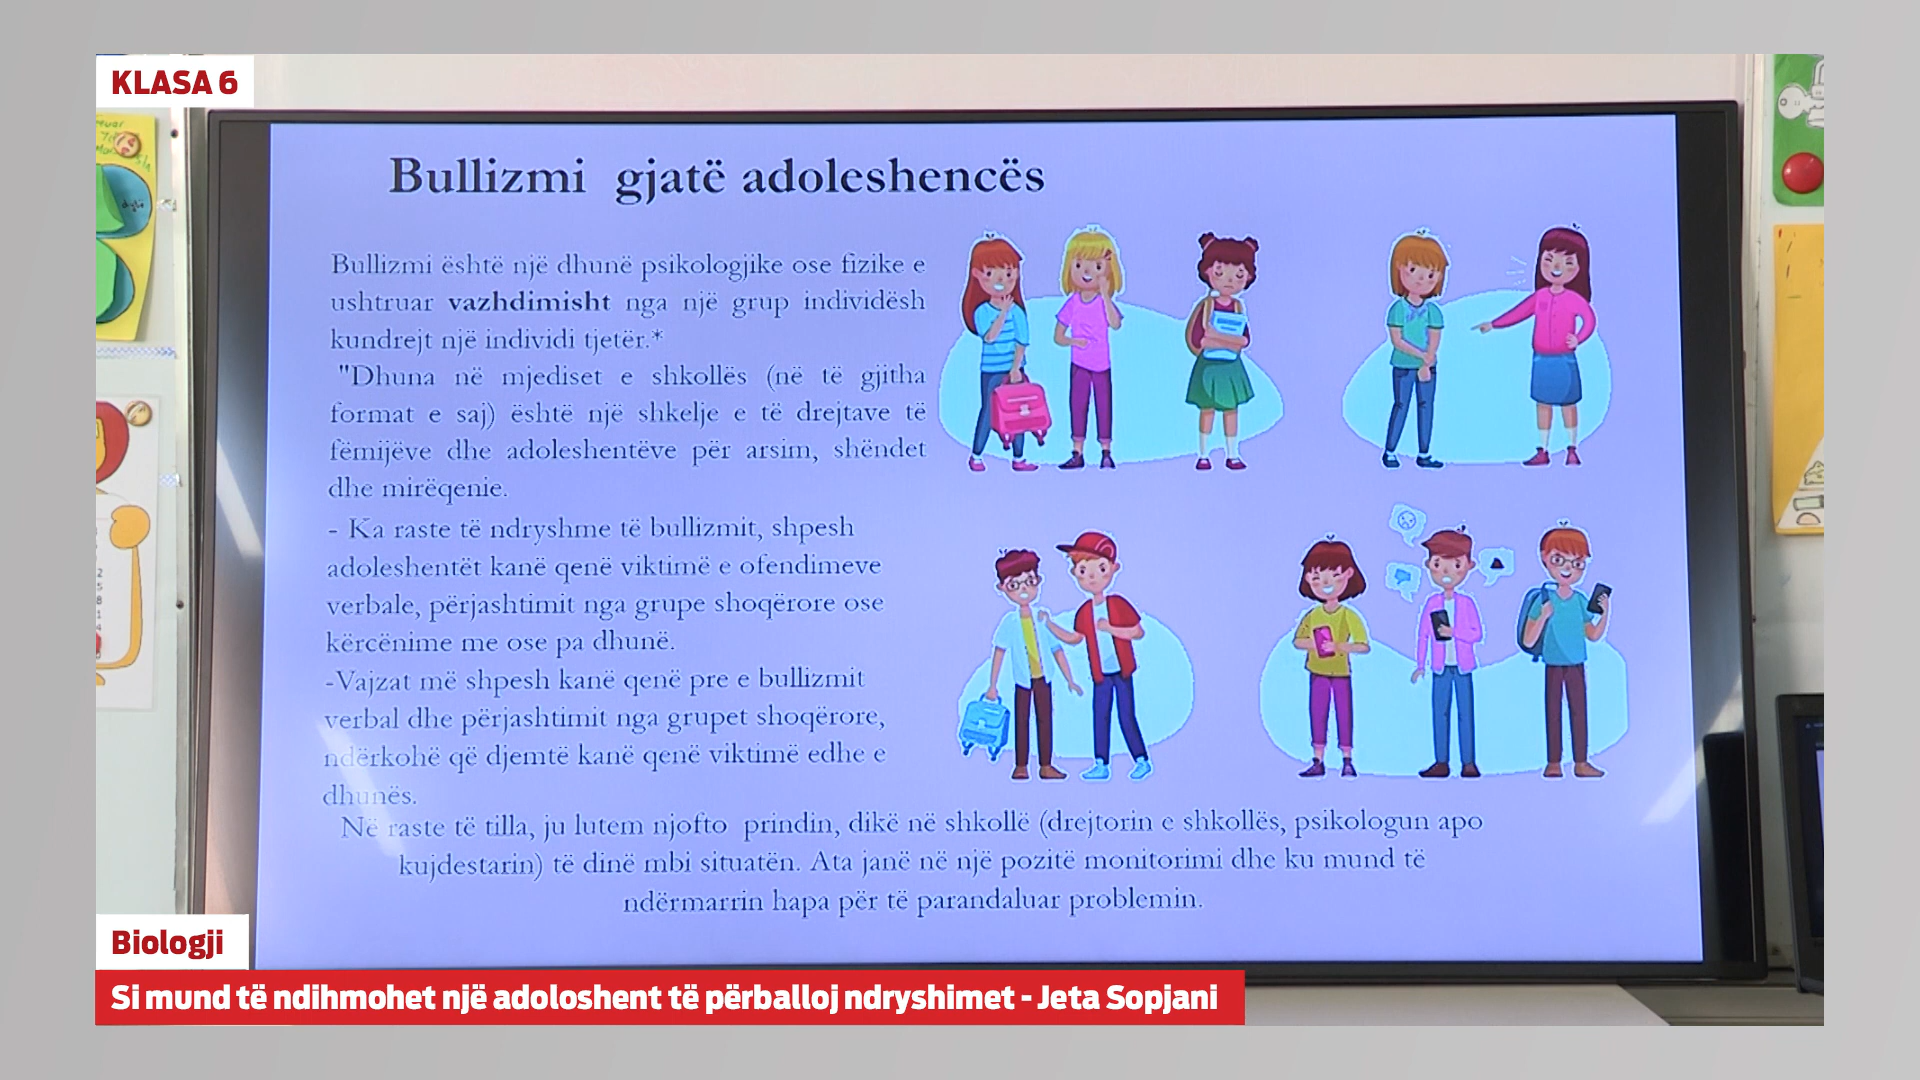 KLASA 6
Bullizmi gjatë adoleshencës
Bullizmi është një dhunë psikologjike ose fizike e
ushtruar vazhdimisht nga një grup individësh
kundrejt një individi tjetër.*
"Dhuna në mjediset e shkollës (në të gjitha
format e saj) është një shkelje e të drejtave të
fëmijëve dhe adoleshentëve për arsim, shëndet
dhe mirëqenie.
- Ka raste të ndryshme të bullizmit, shpesh
adoleshentët kanë qenë viktimë e ofendimeve
verbale, përjashtimit nga grupe shoqërore ose
kërcënime me ose pa dhunë.
-Vajzat më shpesh kanë qenë pre e bullizmit
verbal dhe përjashtimit nga grupet shoqërore,
ndërkohë që djemtë kanë qenë viktimë edhe e
dhunës.
Në raste të tilla, ju lutem njofto prindin, dikë në shkollë (drejtorin e shkollës, psikologun apo
kujdestarin) të dinë mbi situatën. Ata janë në një pozitë monitorimi dhe ku mund të
ndërmarrin hapa për të parandaluar problemin.
Biologji
Si mund të ndihmohet një adoloshent të përballoj ndryshimet - Jeta Sopjani